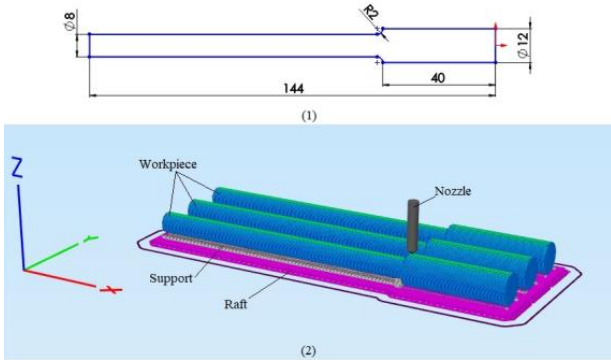 Ø8
R2
Ø12
40
144
(1)
Z
Y
X
Workpiece
Nozzle
Support
Raft
(2)